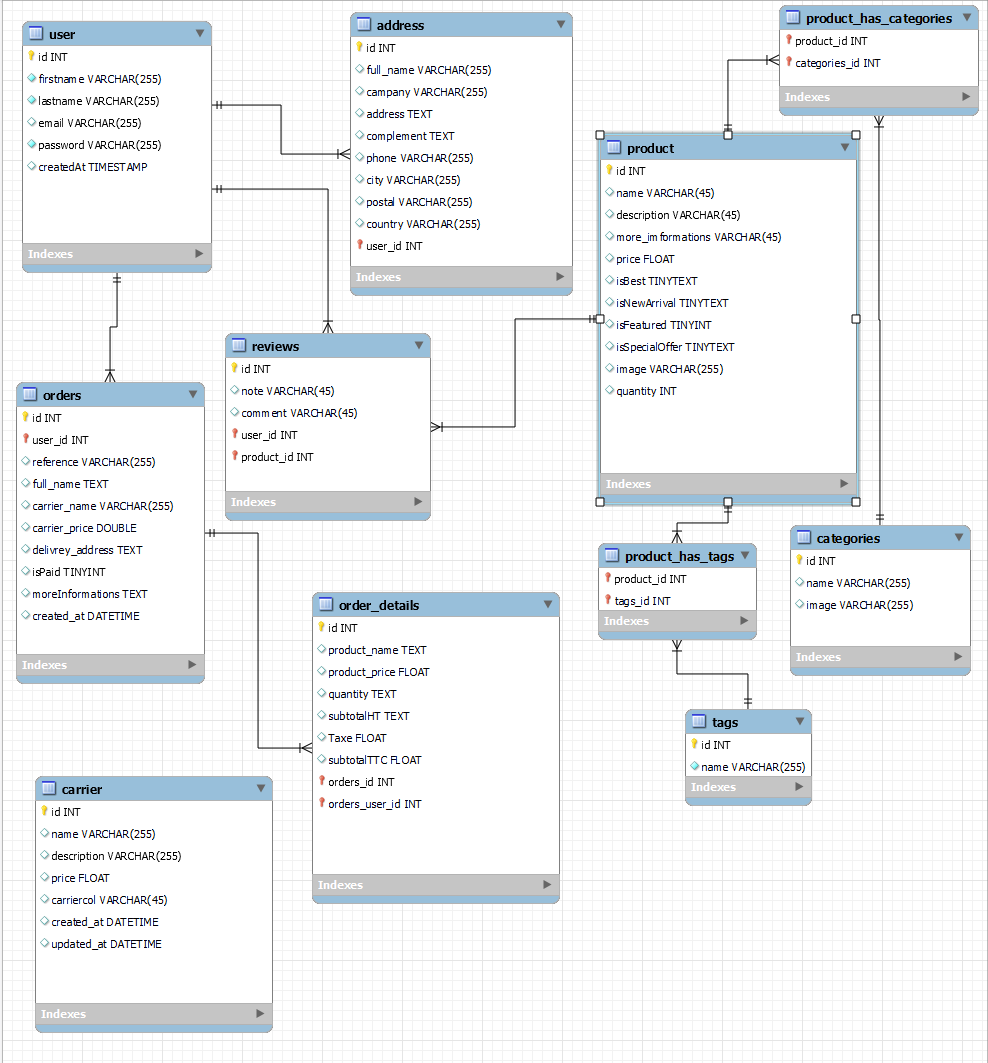 user
id INT
firstname VARCHAR(255)
lastname VARCHAR(255)
email VARCHAR(255)
password VARCHAR(255)
createdAt TIMESTAMP
Indexes
address
id INT
full_name VARCHAR(255)
campany VARCHAR(255)
address TEXT
complement TEXT
phone VARCHAR(255)
city VARCHAR(255)
postal VARCHAR(255)
country VARCHAR(255)
user_id INT
Indexes
product_has_categories
product_id INT
categories_id INT
Indexes
product
id INT
name VARCHAR(45)
description VARCHAR(45)
more_imformations VARCHAR(45)
price FLOAT
isBest TINYTEXT
isNewArrival TINYTEXT
isFeatured TINYINT
isSpecialOffer TINYTEXT
image VARCHAR(255)
quantity INT
Indexes
reviews
id INT
note VARCHAR(45)
comment VARCHAR(45)
user_id INT
product_id INT
Indexes
orders
id INT
user_id INT
reference VARCHAR(255)
full_name TEXT
carrier_name VARCHAR(255)
carrier_price DOUBLE
delivrey_address TEXT
isPaid TINYINT
moreInformations TEXT
created_at DATETIME
Indexes
product_has_tags
product_id INT
tags_id INT
Indexes
categories
id INT
name VARCHAR(255)
image VARCHAR(255)
Indexes
order_details
id INT
product_name TEXT
product_price FLOAT
quantity TEXT
subtotalHT TEXT
Taxe FLOAT
subtotalTTC FLOAT
orders_id INT
orders_user_id INT
Indexes
tags
id INT
name VARCHAR(255)
Indexes
carrier
id INT
name VARCHAR(255)
description VARCHAR(255)
price FLOAT
carriercol VARCHAR(45)
created_at DATETIME
updated_at DATETIME
Indexes